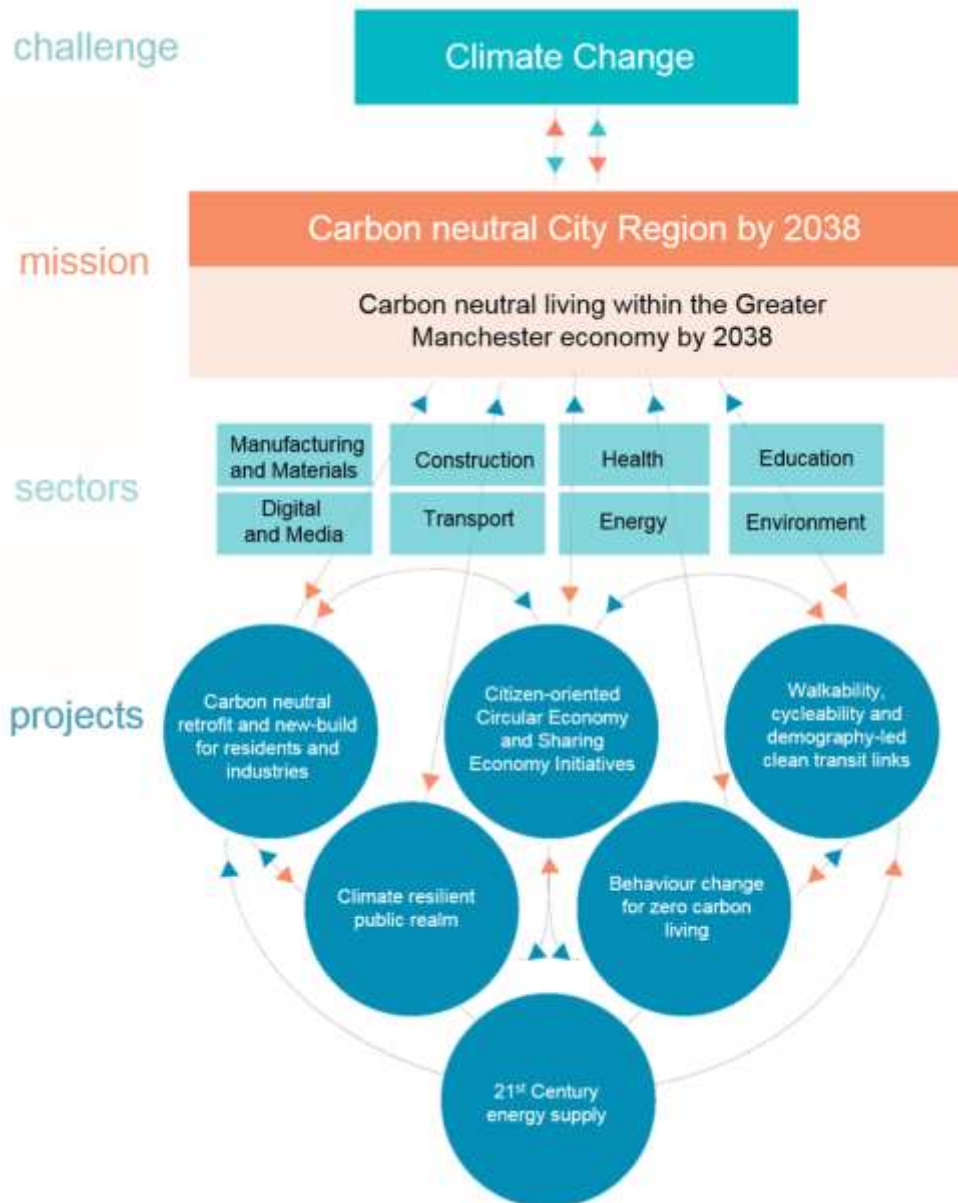 challenge
Climate Change
mission
Carbon neutral City Region by 2038
Carbon neutral living within the Greater
Manchester economy by 2038
sectors
Manufacturing
and Materials
Construction
Health
Education
Digital
and Media
Transport
Energy
Environment
projects
Carbon neutral
retrofit and new-build
for residents and
industries
Citizen-oriented
Circular Economy
and Sharing
Economy Initiatives
Walkability,
cycleability and
demography-led
clean transit links
Climate resilient
public realm
Behaviour change
for zero carbon
living
21st Century
energy supply